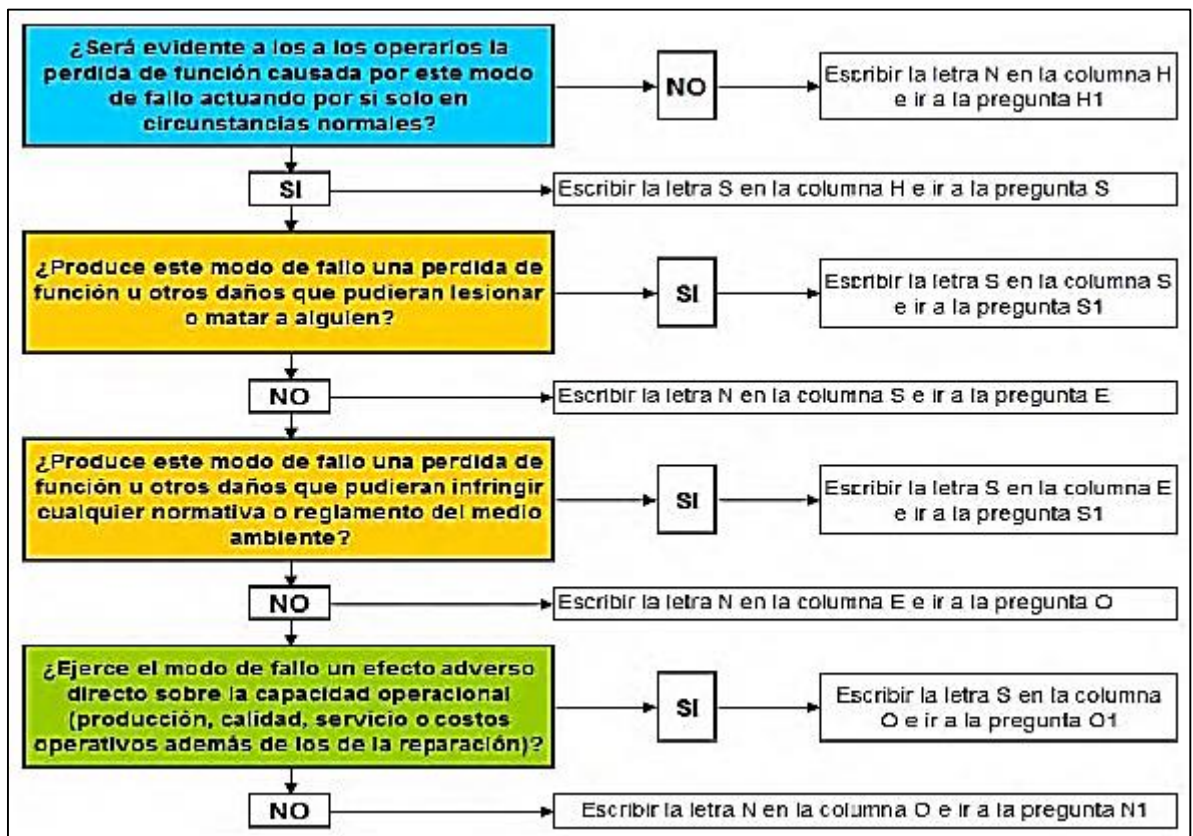 ¿Será evidente a los a los operarios la
perdida de función causada por este modo
de fallo actuando por si solo en
circunstancias normales?
NO
Escribir la letra N en la columna H
e ir a la pregunta H1
SI
Escribir la letra S en la columna H e ir a la pregunta S
¿Produce este modo de fallo una perdida de
función u otros daños que pudieran lesionar
o matar a alguien?
SI
Escribir la letra S en la columna S
e ir a la pregunta S1
NO
Escribir la letra N en la columna S e ir a la pregunta E
¿Produce este modo de fallo una perdida de
función u otros daños que pudieran infringir
cualquier normativa o reglamento del medio
ambiente?
SI
Escribir la letra S en la columna E
e ir a la pregunta S1
NO
Escribir la letra N en la columna E e ir a la pregunta O
¿Ejerce el modo de fallo un efecto adverso
directo sobre la capacidad operacional
(producción, calidad, servicio o costos
operativos además de los de la reparación)?
SI
Escribir la letra S en la columna
O e ir a la pregunta O1
NO
Escribir la letra N en la columna O e ir a la pregunta N1